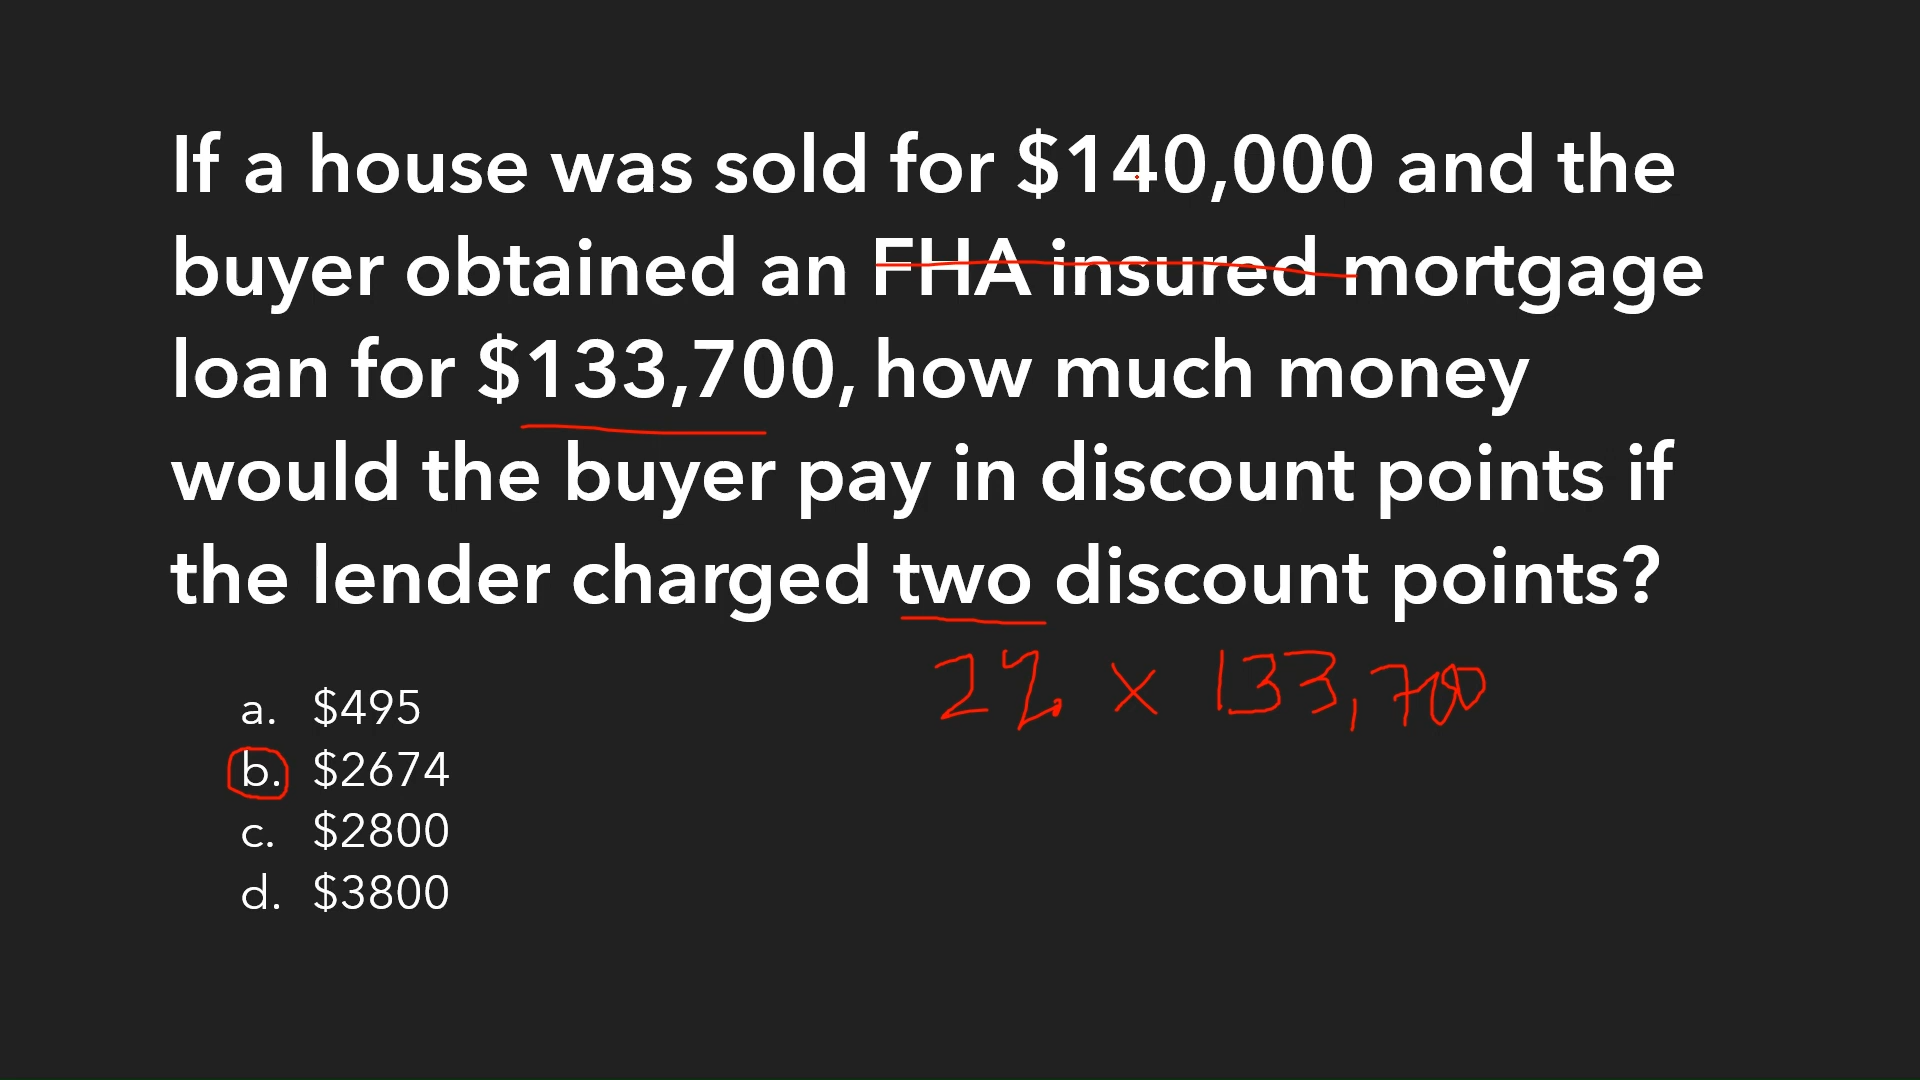 If a house was sold for $140,000 and the
buyer obtained an FHA insured mortgage
loan for $133,700, how much money
would the buyer pay in discount points if
the lender charged two discount points?
2% × 133,700
a. $495
b. $2674
c. $2800
d. $3800